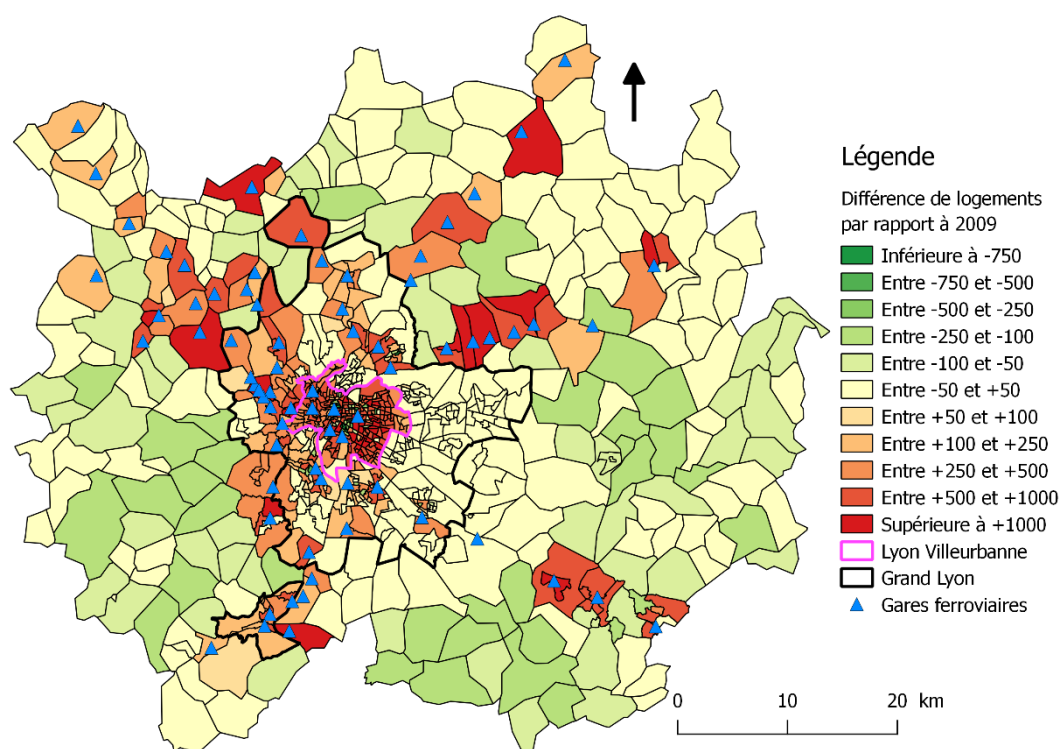 Légende
Différence de logements
par rapport à 2009
Inférieure à -750
Entre -750 et -500
Entre -500 et -250
Entre -250 et -100
Entre -100 et -50
Entre -50 et +50
Entre +50 et +100
Entre +100 et +250
Entre +250 et +500
Entre +500 et +1000
Supérieure à +1000
Lyon Villeurbanne
Grand Lyon
Gares ferroviaires
0 10 20 km